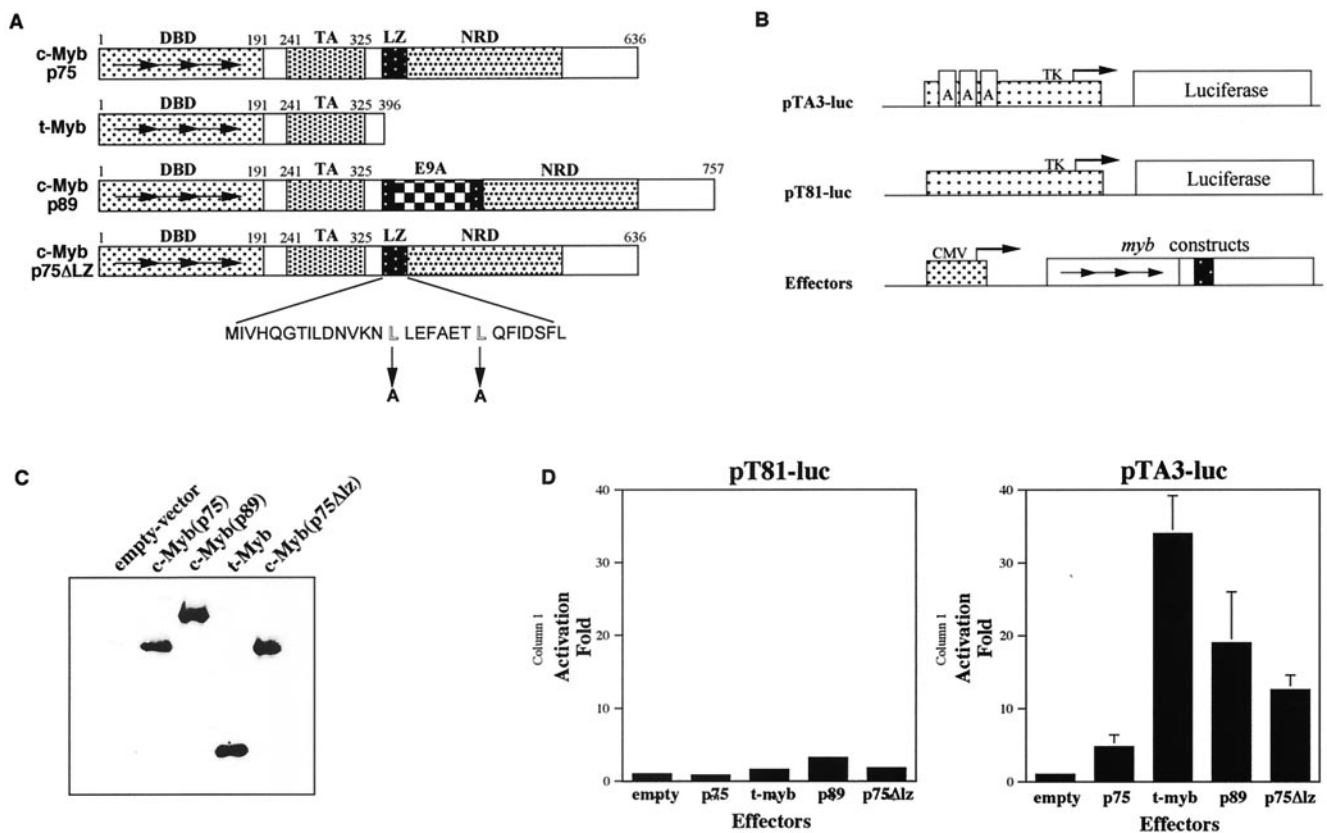 A
1 DBD 191 241 TA 325 LZ NRD 636
c-Myb
p75
1 DBD 191 241 TA 325 396
t-Myb
1 DBD 191 241 TA 325 E9A NRD 757
c-Myb
p89
1 DBD 191 241 TA 325 LZ NRD 636
c-Myb
p75ΔLZ
MIVHQGTILDNVKN L LEFAET L QFIDSFL
A A
B
pTA3-luc A A A TK Luciferase
pT81-luc TK Luciferase
Effectors CMV myb constructs
C
empty-vector
c-Myb(p75)
c-Myb(p89)
t-Myb
c-Myb(p75Δlz)
D
pT81-luc
Column 1
Activation
Fold
40
30
20
10
0
empty p75 t-myb p89 p75Δlz
Effectors
pTA3-luc
Column 1
Activation
Fold
40
30
20
10
0
empty p75 t-myb p89 p75Δlz
Effectors